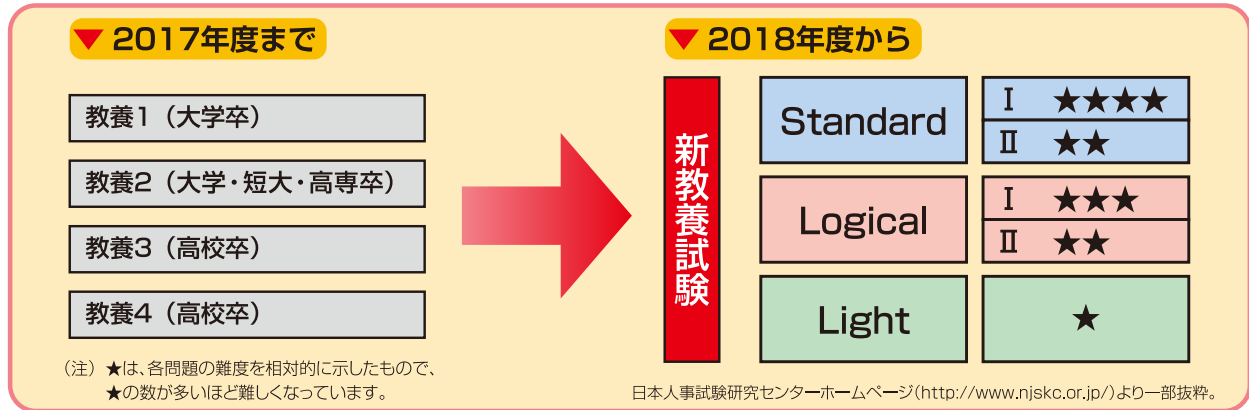 ▼ 2017年度まで
教養1（大学卒）
教養2（大学・短大・高専卒）
教養3（高校卒）
教養4（高校卒）
（注）★は、各問題の難度を相対的に示したもので、
★の数が多いほど難しくなっています。
▼ 2018年度から
新教養試験
Standard
Ⅰ ★★★★
Ⅱ ★★
Logical
Ⅰ ★★★
Ⅱ ★★
Light
★
日本人事試験研究センターホームページ（http://www.njskc.or.jp/）より一部抜粋。